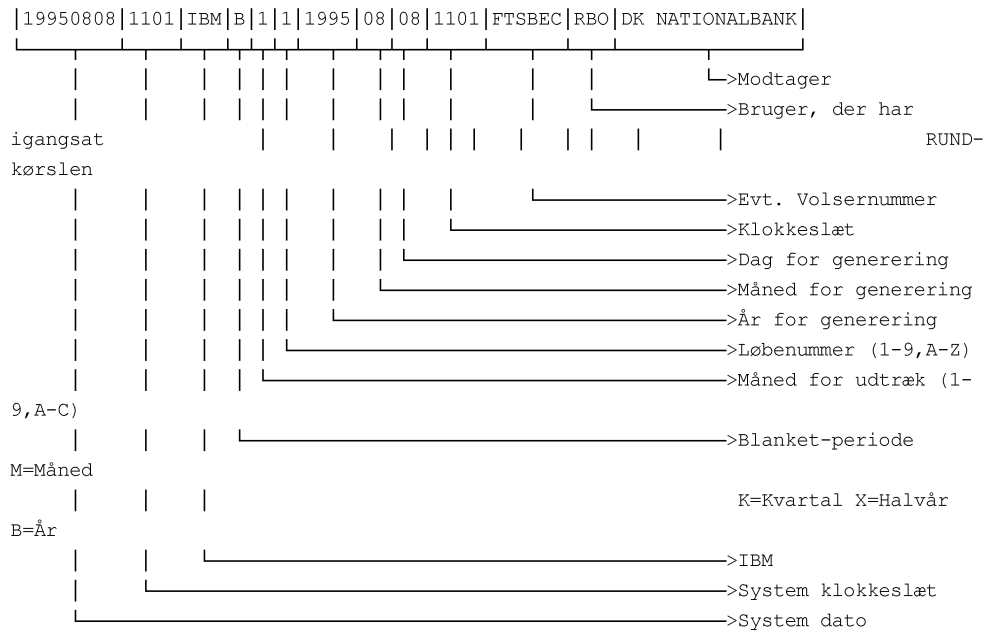 |19950808|1101|IBM|B|1|1|1995|08|08|1101|FTSBEC|RBO|DK NATIONALBANK|
>Modtager
>Bruger, der har
igangsat RUND-
kørslen
>Evt. Volsernummer
>Klokkeslæt
>Dag for generering
>Måned for generering
>År for generering
>Løbenummer (1-9,A-Z)
>Måned for udtræk (1-
9,A-C)
>Blanket-periode
M=Måned
K=Kvartal X=Halvår
B=År
>IBM
>System klokkeslæt
>System dato